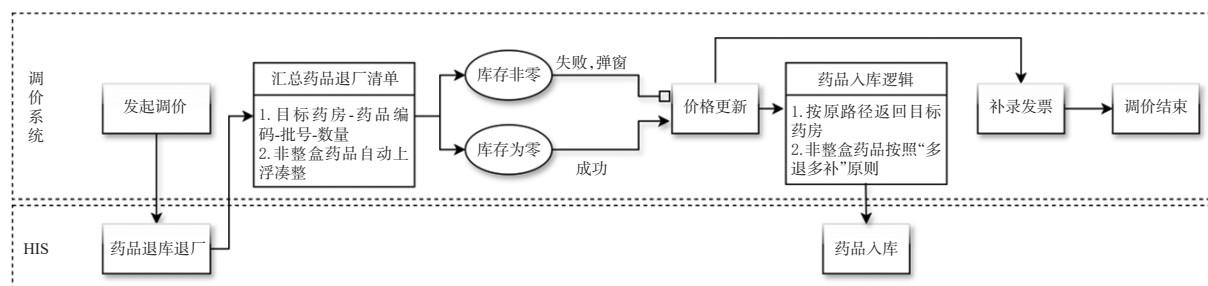 调
价
系
统
发起调价
汇总药品退厂清单
1.目标药房-药品编
码-批号-数量
2.非整盒药品自动上
浮凑整
库存非零
库存为零
失败,弹窗
成功
价格更新
药品入库逻辑
1.按原路径返回目标
药房
2.非整盒药品按照“多
退多补”原则
补录发票
调价结束
HIS
药品退库退厂
药品入库